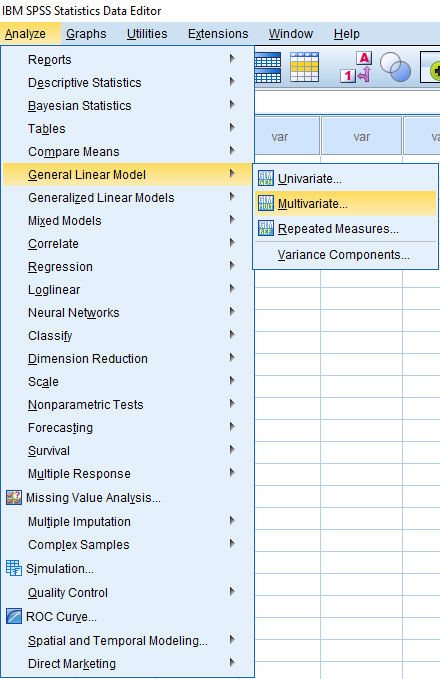 IBM SPSS Statistics Data Editor
Analyze Graphs Utilities Extensions Window Help
Reports
Descriptive Statistics
Bayesian Statistics
Tables
Compare Means
General Linear Model
Generalized Linear Models
Mixed Models
Correlate
Regression
Loglinear
Neural Networks
Classify
Dimension Reduction
Scale
Nonparametric Tests
Forecasting
Survival
Multiple Response
Missing Value Analysis...
Multiple Imputation
Complex Samples
Simulation...
Quality Control
ROC Curve...
Spatial and Temporal Modeling...
Direct Marketing
A
1
var var va
Univariate...
Multivariate...
Repeated Measures...
Variance Components...